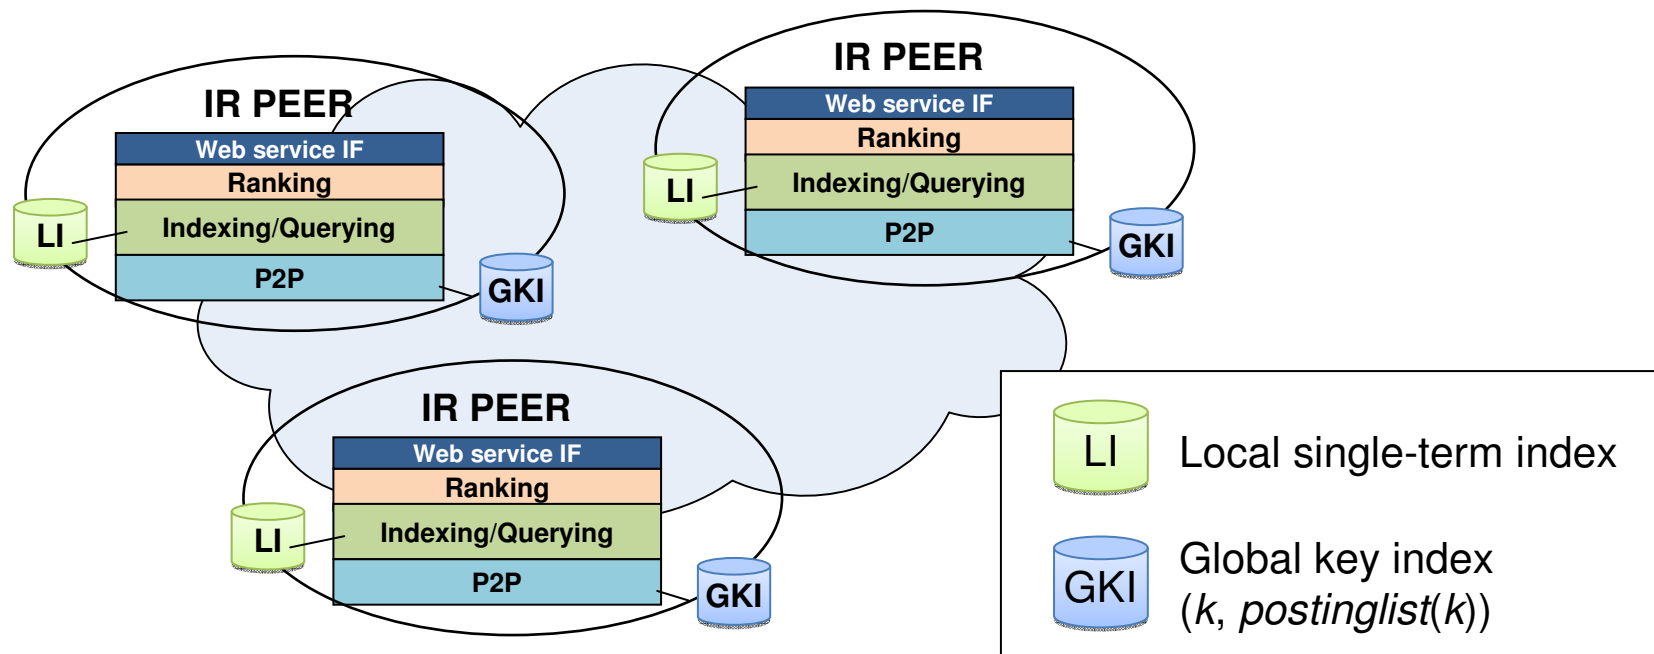 IR PEER
Web service IF
Ranking
Indexing/Querying
P2P
LI
GKI
IR PEER
Web service IF
Ranking
Indexing/Querying
P2P
LI
GKI
IR PEER
Web service IF
Ranking
Indexing/Querying
P2P
LI
GKI
LI
Local single-term index
GKI
Global key index
(k, postinglist(k))